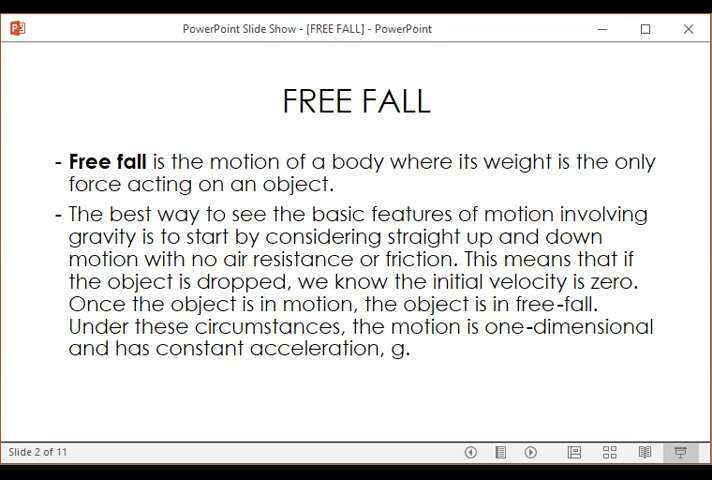 PowerPoint Slide Show - [FREE FALL] - PowerPoint
FREE FALL
- Free fall is the motion of a body where its weight is the only
force acting on an object.
- The best way to see the basic features of motion involving
gravity is to start by considering straight up and down
motion with no air resistance or friction. This means that if
the object is dropped, we know the initial velocity is zero.
Once the object is in motion, the object is in free-fall.
Under these circumstances, the motion is one-dimensional
and has constant acceleration, g.
Slide 2 of 11